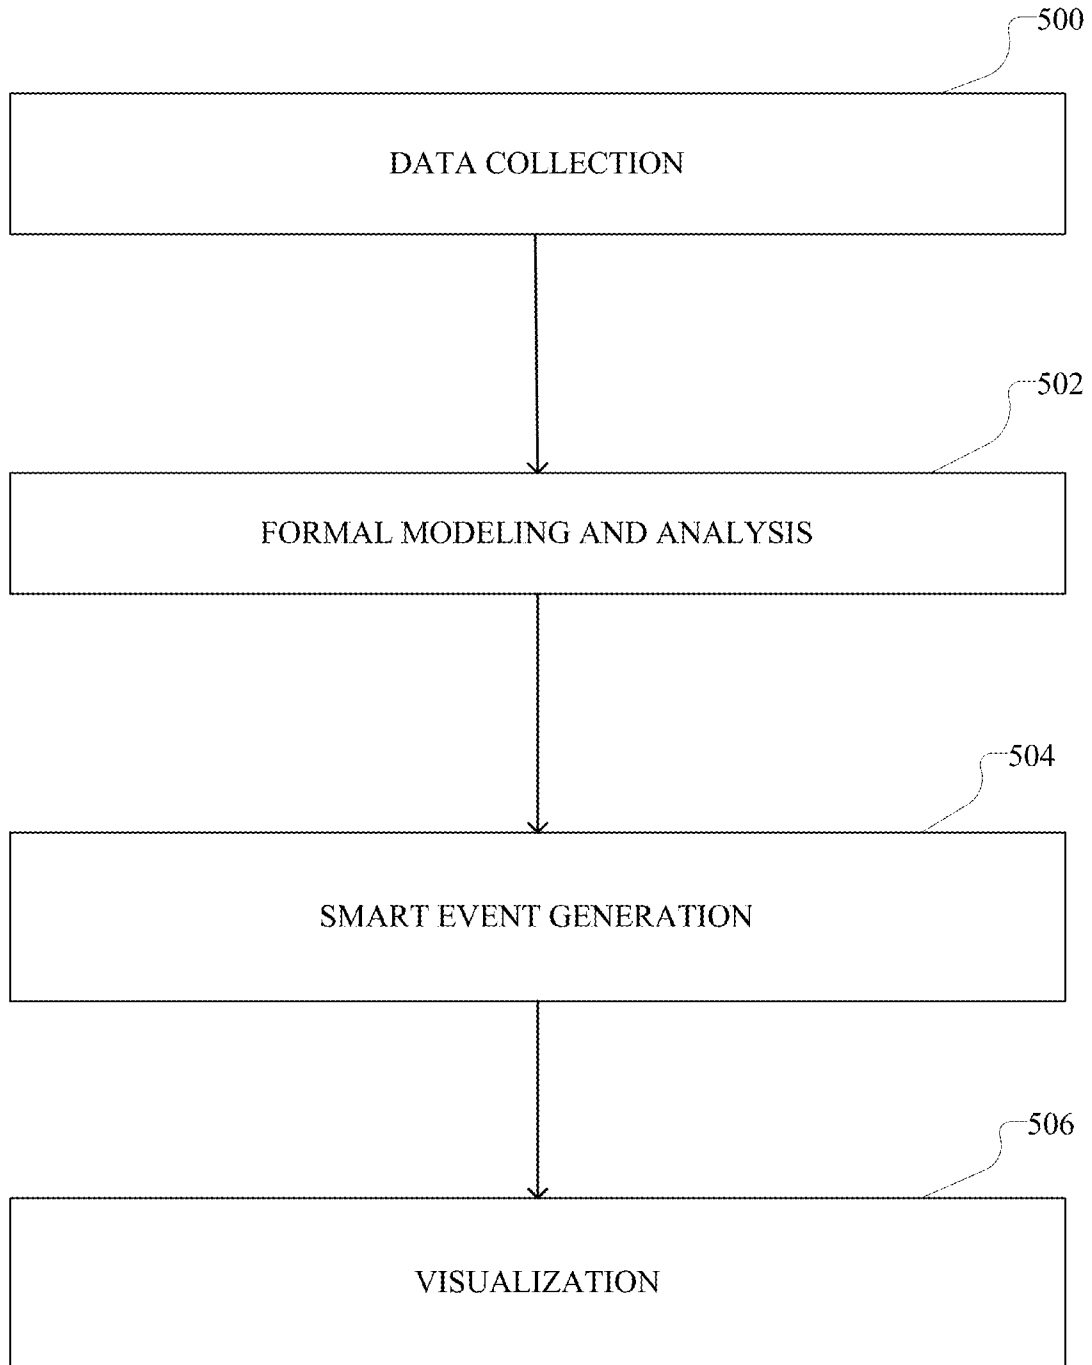 500
DATA COLLECTION
502
FORMAL MODELING AND ANALYSIS
504
SMART EVENT GENERATION
506
VISUALIZATION